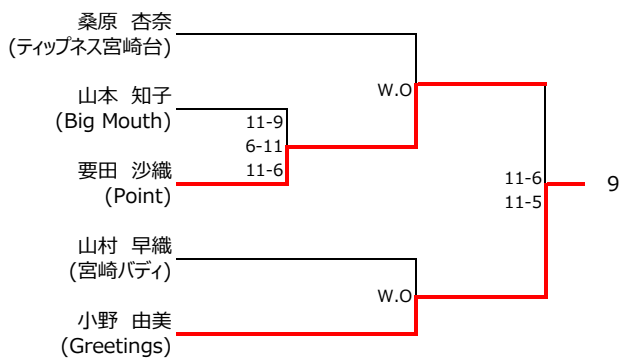 桑原 杏奈
(ティップネス宮崎台)
W.O
山本 知子
(Big Mouth)
11-9
6-11
11-6
要田 沙織
(Point)
11-6
11-5
9
山村 早織
(宮崎バディ)
W.O
小野 由美
(Greetings)